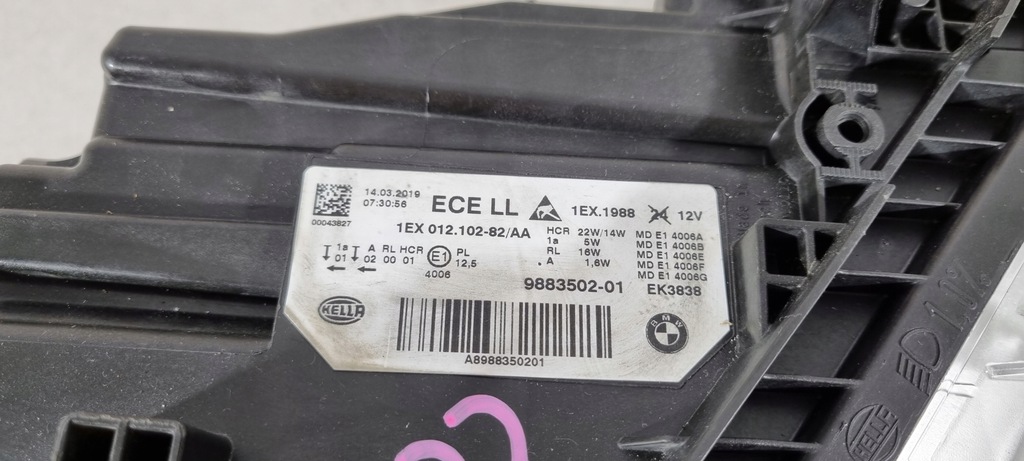 14.03.2019
07:30:56
00043827
ECE LL
1EX.1988 24 12V
1EX 012.102-82/AA
HCR 22W/14W
1a 5W
RL 16W
A 1,6W
MD E1 4006A
MD E1 4006B
MD E1 4006E
MD E1 4006F
MD E1 4006G
1a A RL HCR E1 PL
01 02 00 01 12,5
4006
9883502-01
EK3838
HELLA
BMW
A8988350201
HELLA